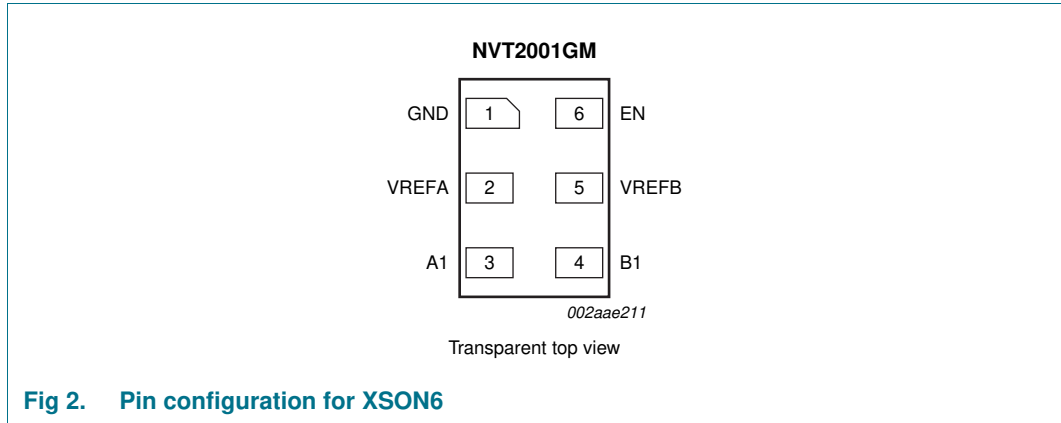 NVT2001GM
GND 1 6 EN
VREFA 2 5 VREFB
A1 3 4 B1
002aae211
Transparent top view
Fig 2. Pin configuration for XSON6